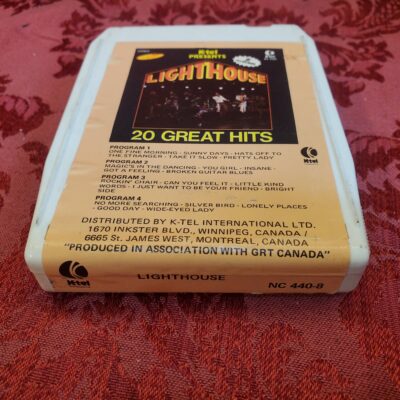 K-tel
PRESENTS
LIGHTHOUSE
20 GREAT HITS
PROGRAM 1
ONE FINE MORNING - SUNNY DAYS - HATS OFF TO
THE STRANGER - TAKE IT SLOW - PRETTY LADY
PROGRAM 2
MAGIC'S IN THE DANCING - YOU GIRL - INSANE -
GOT A FEELING - BROKEN GUITAR BLUES
PROGRAM 3
ROCKIN' CHAIR - CAN YOU FEEL IT - LITTLE KIND
WORDS - I JUST WANT TO BE YOUR FRIEND - BRIGHT
SIDE
PROGRAM 4
NO MORE SEARCHING - SILVER BIRD - LONELY PLACES
- GOOD DAY - WIDE-EYED LADY
K-tel
DISTRIBUTED BY K-TEL INTERNATIONAL LTD.
1670 INKSTER BLVD., WINNIPEG, CANADA /
6665 St. JAMES WEST, MONTREAL, CANADA
"PRODUCED IN ASSOCIATION WITH GRT CANADA"
K-tel
LIGHTHOUSE
NC 440-8